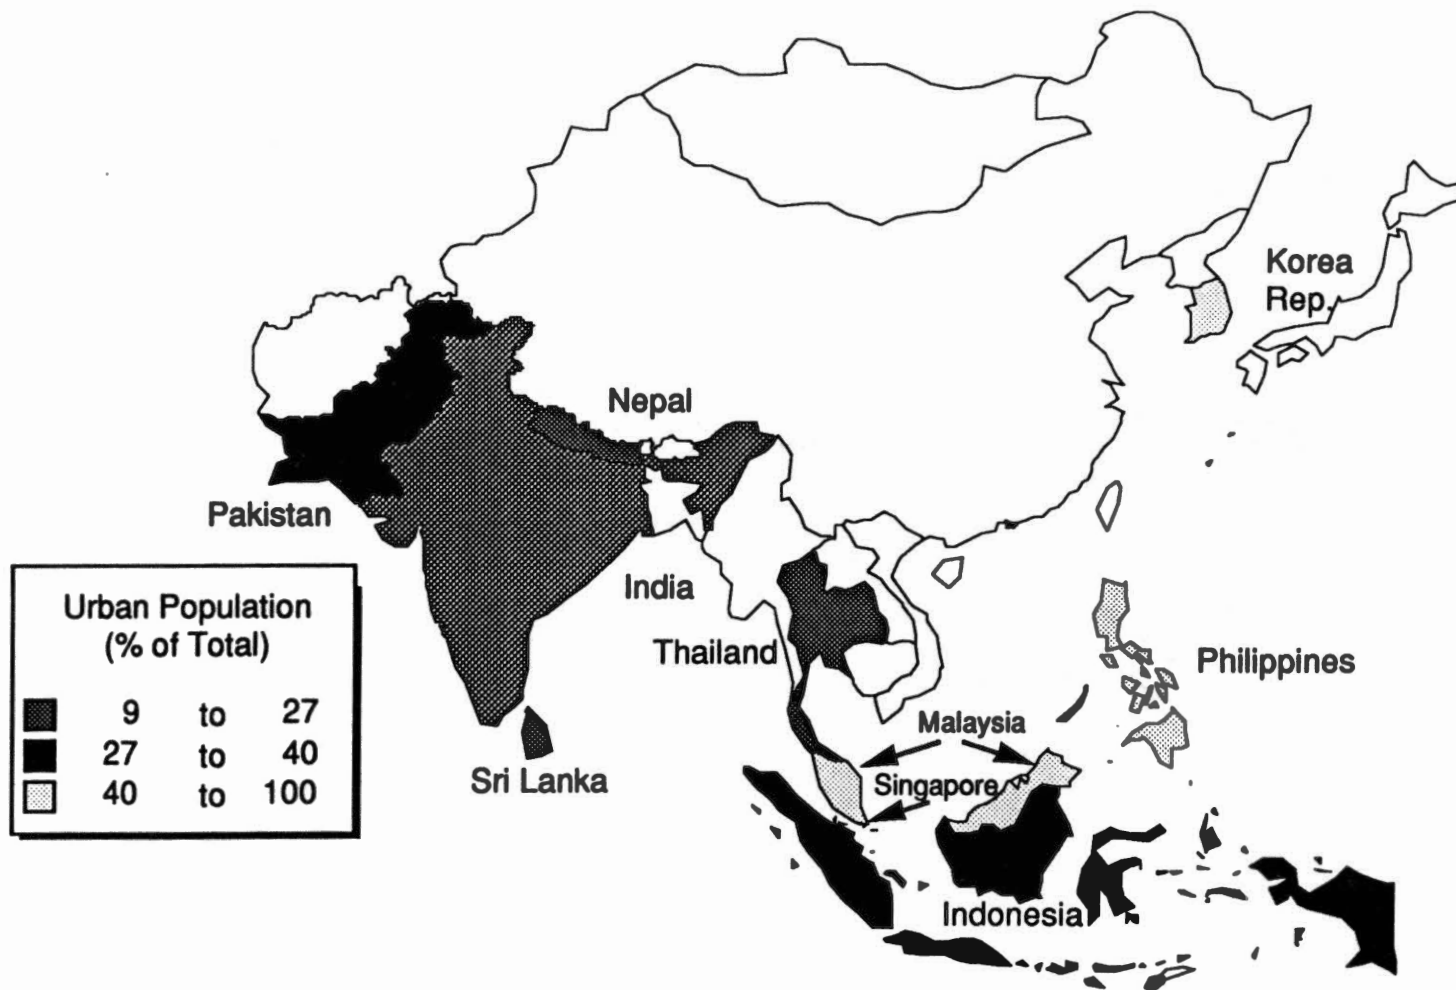 Korea
Rep.
Nepal
Pakistan
India
Thailand
Philippines
Malaysia
Singapore
Sri Lanka
Indonesia
Urban Population
(% of Total)
9 to 27
27 to 40
40 to 100